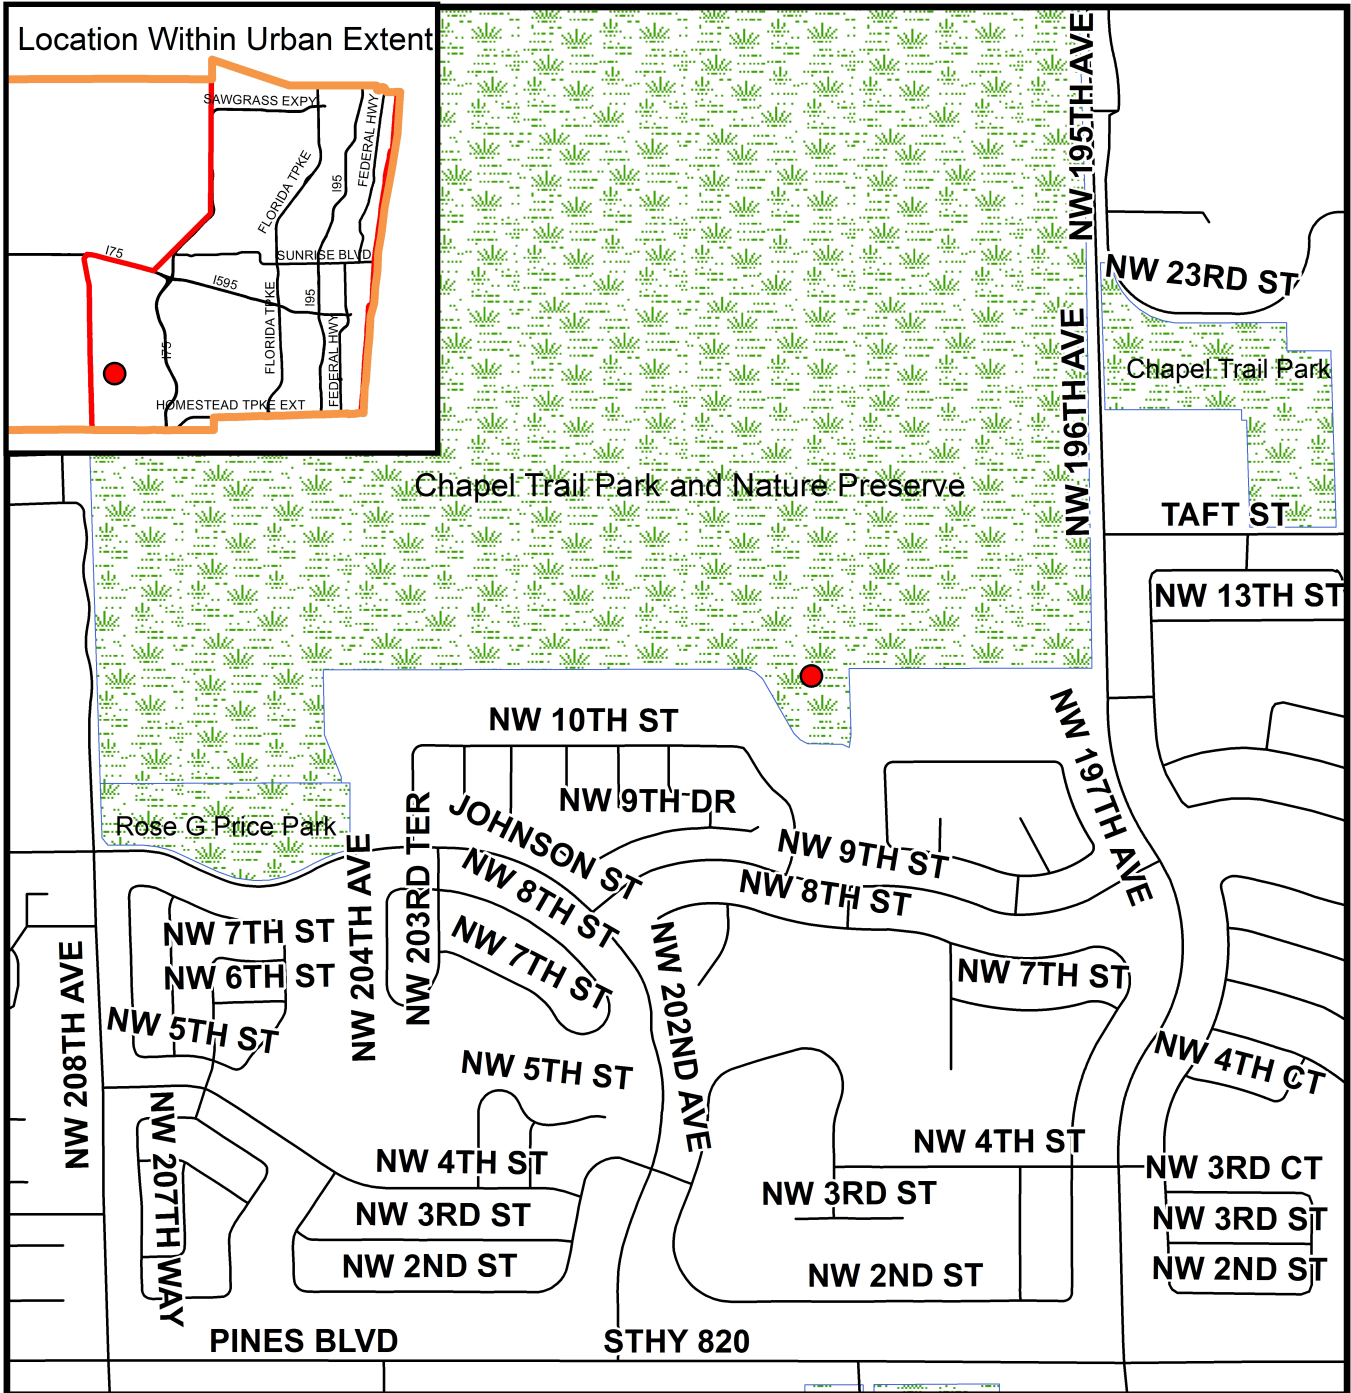 Location Within Urban Extent
SAWGRASS EXPY
FEDERAL HWY
FLORIDA TPKE
I95
I75
SUNRISE BLVD
I595
I95
FLORIDA TPKE
I75
FEDERAL HWY
HOMESTEAD TPKE EXT
NW 195TH AVE
NW 23RD ST
NW 196TH AVE
Chapel Trail Park
Chapel Trail Park and Nature Preserve
TAFT ST
NW 13TH ST
NW 10TH ST
NW 197TH AVE
NW 9TH DR
JOHNSON ST
Rose G Price Park
NW 204TH AVE
NW 203RD TER
NW 9TH ST
NW 8TH ST
NW 8TH ST
NW 7TH ST
NW 7TH ST
NW 202ND AVE
NW 7TH ST
NW 6TH ST
NW 208TH AVE
NW 5TH ST
NW 5TH ST
NW 4TH CT
NW 207TH WAY
NW 4TH ST
NW 4TH ST
NW 3RD CT
NW 3RD ST
NW 3RD ST
NW 3RD ST
NW 2ND ST
NW 2ND ST
NW 2ND ST
PINES BLVD
STHY 820